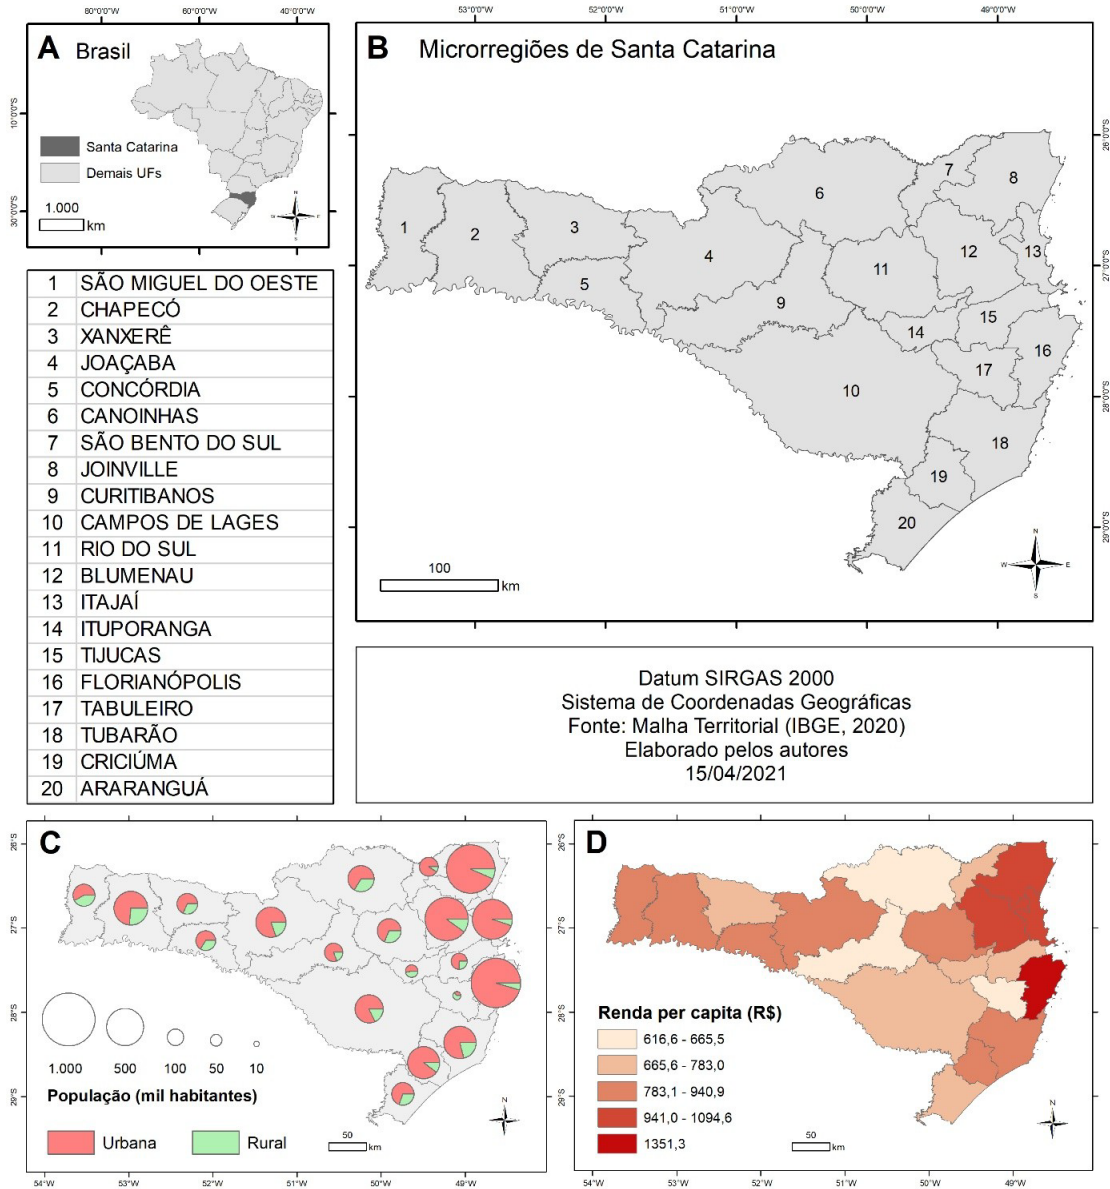 80°0'0"W 60°0'0"W 40°0'0"W
A Brasil
10°0'0"S
30°0'0"S
Santa Catarina
Demais UFs
1.000
km
N
W E
S
53°0'0"W 52°0'0"W 51°0'0"W 50°0'0"W 49°0'0"W
B Microrregiões de Santa Catarina
26°0'0"S
27°0'0"S
28°0'0"S
29°0'0"S
1
2
3
4
5
6
7
8
9
10
11
12
13
14
15
16
17
18
19
20
100
km
N
W E
S
1 SÃO MIGUEL DO OESTE
2 CHAPECÓ
3 XANXERÊ
4 JOAÇABA
5 CONCÓRDIA
6 CANOINHAS
7 SÃO BENTO DO SUL
8 JOINVILLE
9 CURITIBANOS
10 CAMPOS DE LAGES
11 RIO DO SUL
12 BLUMENAU
13 ITAJAÍ
14 ITUPORANGA
15 TIJUCAS
16 FLORIANÓPOLIS
17 TABULEIRO
18 TUBARÃO
19 CRICIÚMA
20 ARARANGUÁ
Datum SIRGAS 2000
Sistema de Coordenadas Geográficas
Fonte: Malha Territorial (IBGE, 2020)
Elaborado pelos autores
15/04/2021
C
26°S
27°S
28°S
29°S
1.000 500 100 50 10
População (mil habitantes)
Urbana Rural
50
km
N
54°W 53°W 52°W 51°W 50°W 49°W
D
26°S
27°S
28°S
29°S
Renda per capita (R$)
616,6 - 665,5
665,6 - 783,0
783,1 - 940,9
941,0 - 1094,6
1351,3
50
km
N
54°W 53°W 52°W 51°W 50°W 49°W